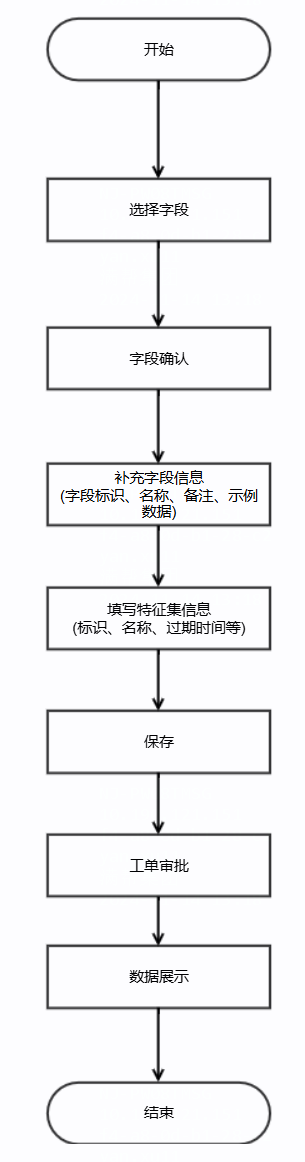 开始
选择字段
字段确认
补充字段信息
(字段标识、名称、备注、示例
数据)
填写特征集信息
(标识、名称、过期时间等)
保存
工单审批
数据展示
结束